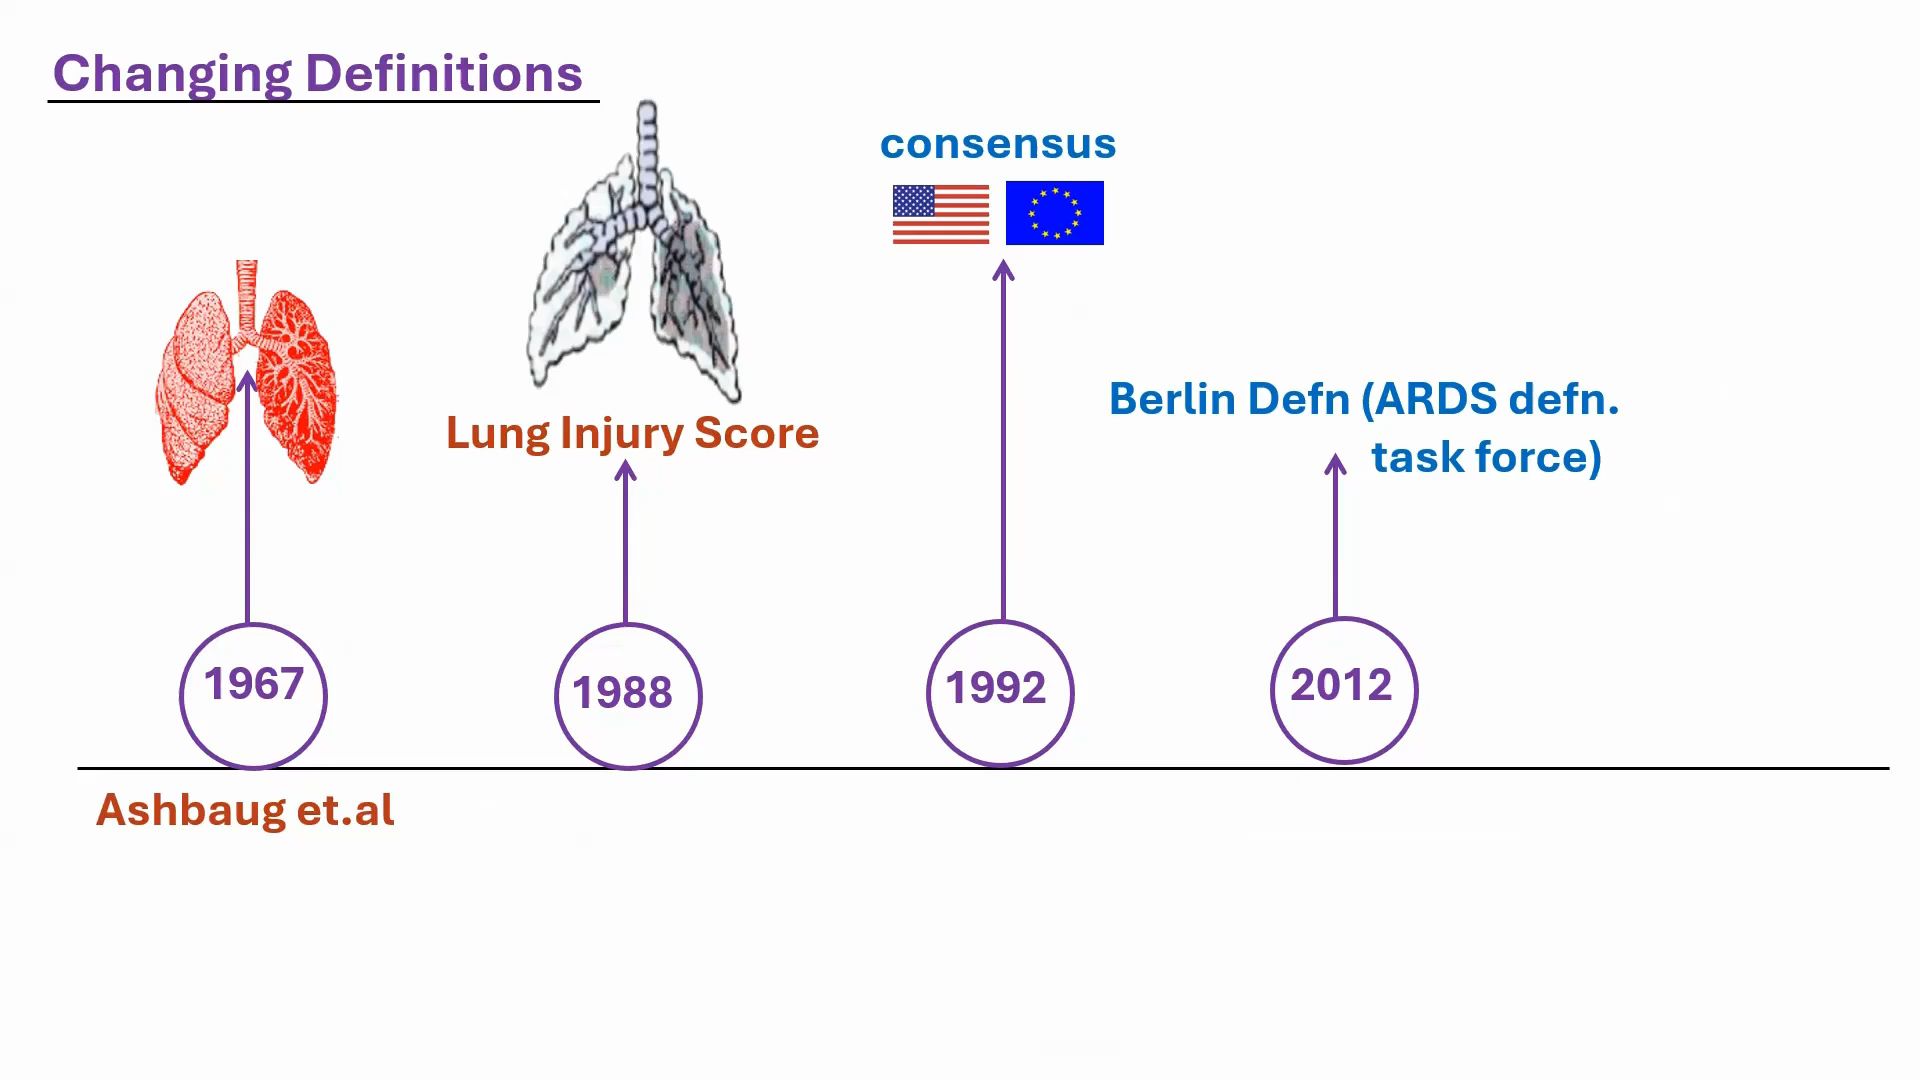 Changing Definitions
consensus
Berlin Defn (ARDS defn.
task force)
Lung Injury Score
1967
1988
1992
2012
Ashbaug et.al